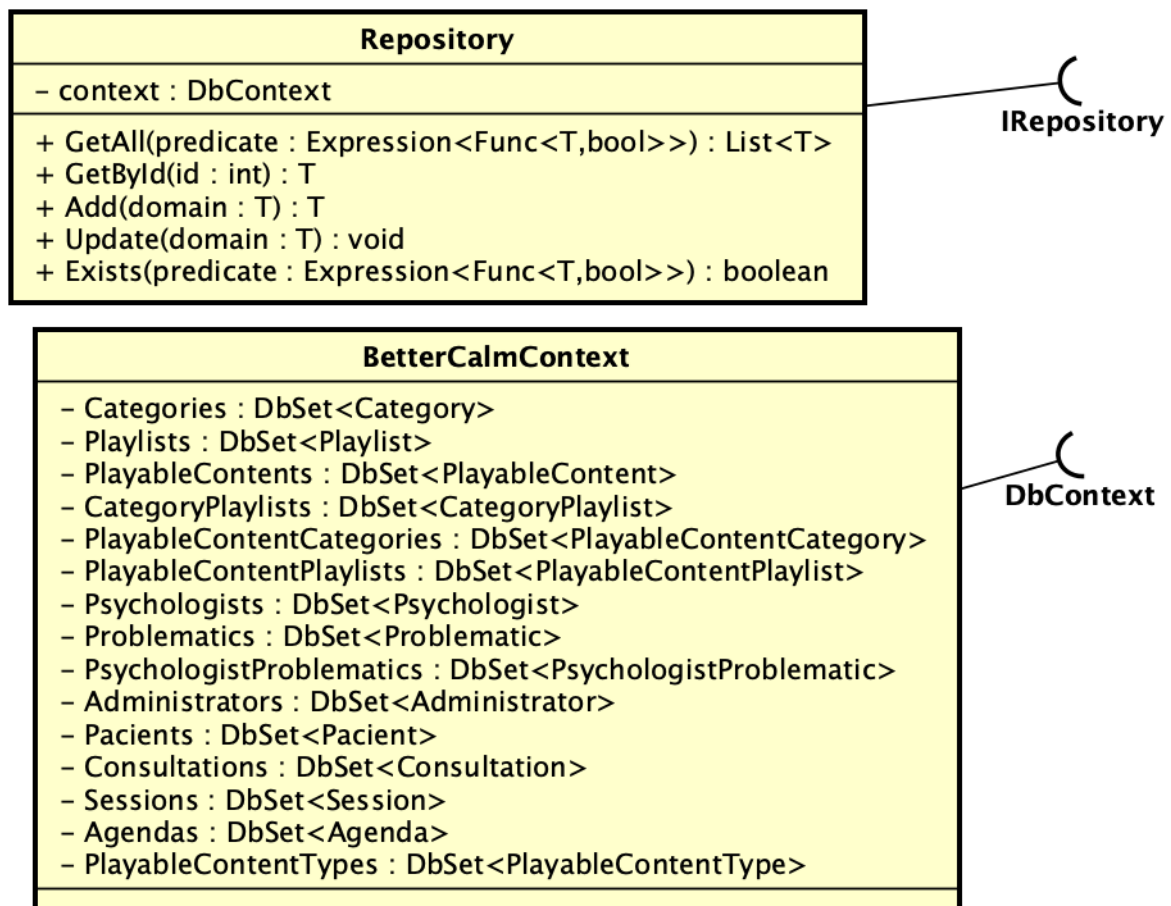 Repository
– context : DbContext
+ GetAll(predicate : Expression<Func<T,bool>>) : List<T>
+ GetById(id : int) : T
+ Add(domain : T) : T
+ Update(domain : T) : void
+ Exists(predicate : Expression<Func<T,bool>>) : boolean
IRepository
BetterCalmContext
– Categories : DbSet<Category>
– Playlists : DbSet<Playlist>
– PlayableContents : DbSet<PlayableContent>
– CategoryPlaylists : DbSet<CategoryPlaylist>
– PlayableContentCategories : DbSet<PlayableContentCategory>
– PlayableContentPlaylists : DbSet<PlayableContentPlaylist>
– Psychologists : DbSet<Psychologist>
– Problematics : DbSet<Problematic>
– PsychologistProblematics : DbSet<PsychologistProblematic>
– Administrators : DbSet<Administrator>
– Pacients : DbSet<Pacient>
– Consultations : DbSet<Consultation>
– Sessions : DbSet<Session>
– Agendas : DbSet<Agenda>
– PlayableContentTypes : DbSet<PlayableContentType>
DbContext